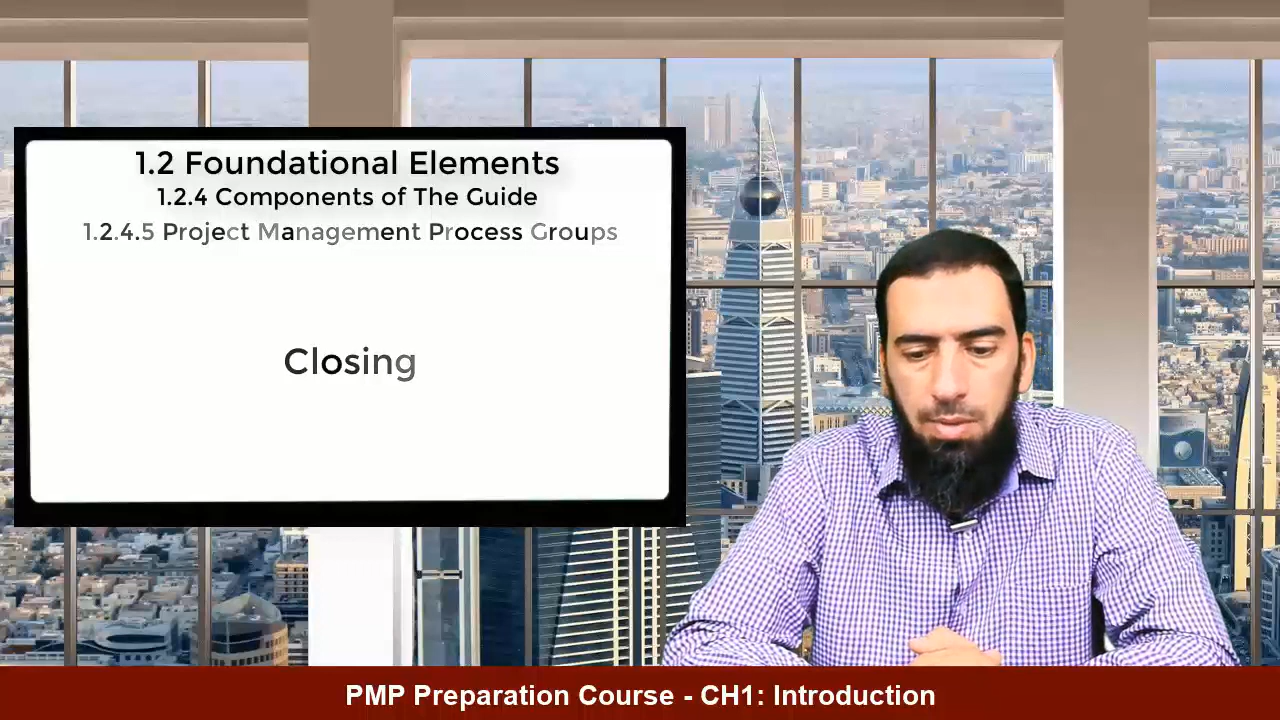 1.2 Foundational Elements
1.2.4 Components of The Guide
1.2.4.5 Project Management Process Groups
Closing
PMP Preparation Course - CH1: Introduction